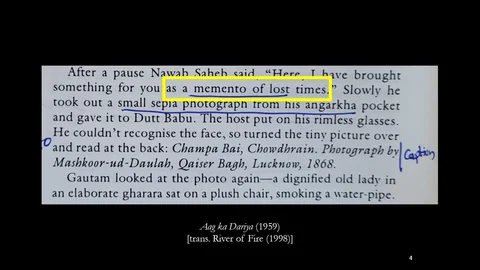 After a pause Nawab Saheb said, “Here, I have brought
something for you as a memento of lost times.” Slowly he
took out a small sepia photograph from his angarkha pocket
and gave it to Dutt Babu. The host put on his rimless glasses.
He couldn't recognise the face, so turned the tiny picture over
and read at the back: Champa Bai, Chowdhrain. Photograph by
Mashkoor-ud-Daulah, Qaiser Bagh, Lucknow, 1868.
Caption
Gautam looked at the photo again—a dignified old lady in
an elaborate gharara sat on a plush chair, smoking a water-pipe.
Aag ka Dariya (1959)
[trans. River of Fire (1998)]
4